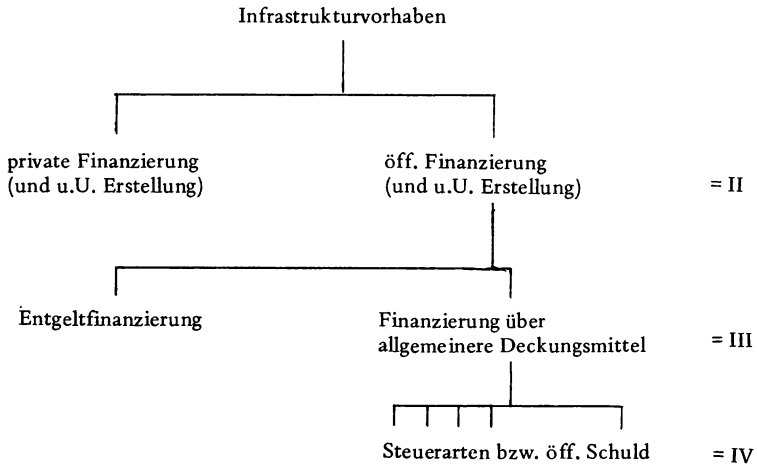 Infrastrukturvorhaben
private Finanzierung
(und u.U. Erstellung)
öff. Finanzierung
(und u.U. Erstellung)
= II
Entgeltfinanzierung
Finanzierung über
allgemeinere Deckungsmittel
= III
Steuerarten bzw. öff. Schuld
= IV